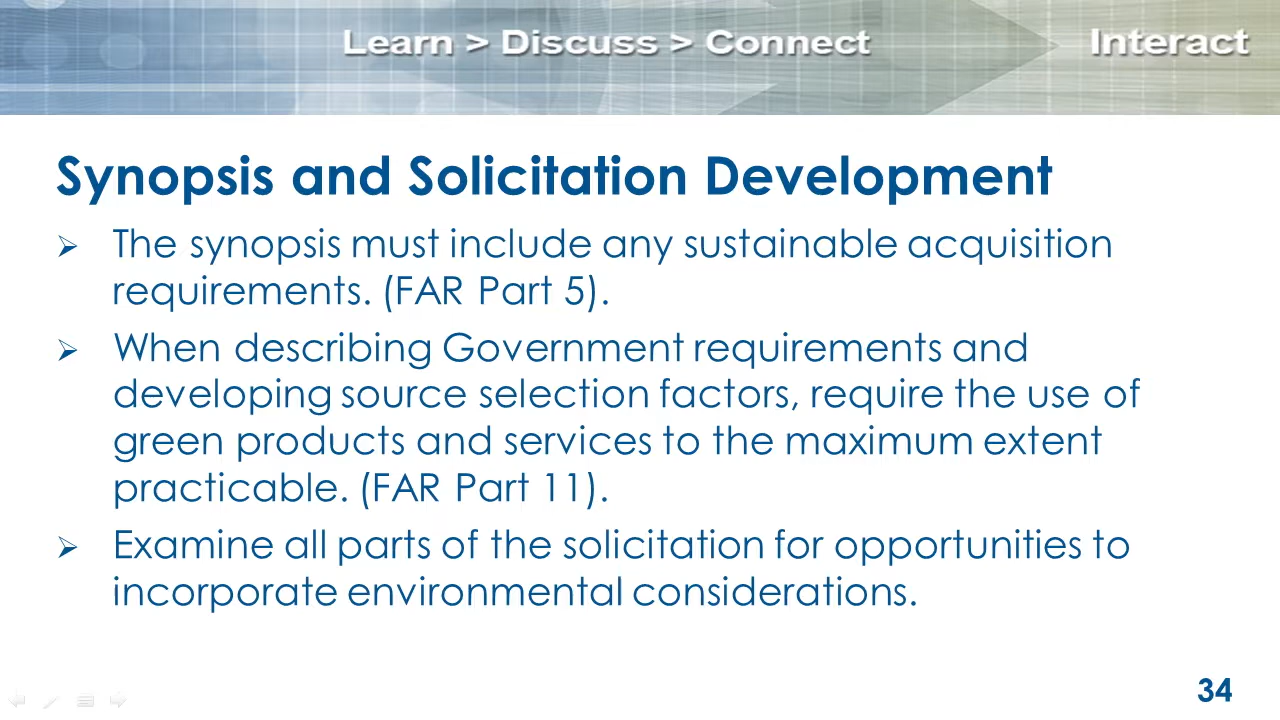 Learn > Discuss > Connect
Interact
Synopsis and Solicitation Development
The synopsis must include any sustainable acquisition
requirements. (FAR Part 5).
When describing Government requirements and
developing source selection factors, require the use of
green products and services to the maximum extent
practicable. (FAR Part 11).
Examine all parts of the solicitation for opportunities to
incorporate environmental considerations.
34